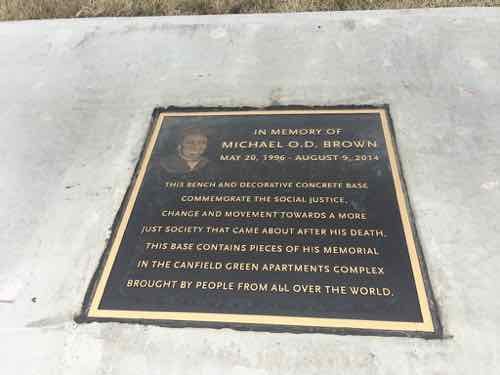 IN MEMORY OF
MICHAEL O.D. BROWN
MAY 20, 1996 - AUGUST 9, 2014
THIS BENCH AND DECORATIVE CONCRETE BASE
COMMEMORATE THE SOCIAL JUSTICE,
CHANGE AND MOVEMENT TOWARDS A MORE
JUST SOCIETY THAT CAME ABOUT AFTER HIS DEATH.
THIS BASE CONTAINS PIECES OF HIS MEMORIAL
IN THE CANFIELD GREEN APARTMENTS COMPLEX
BROUGHT BY PEOPLE FROM ALL OVER THE WORLD.